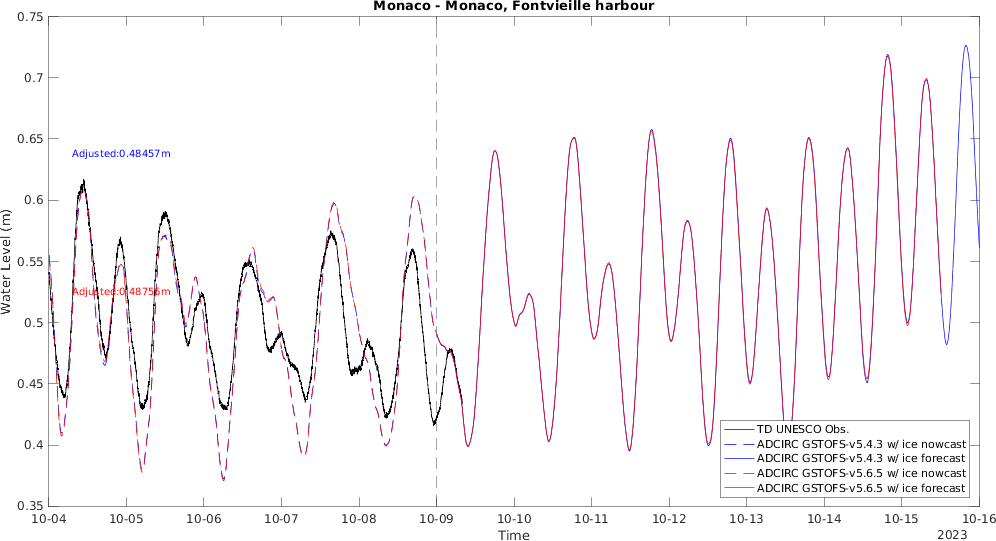 Monaco - Monaco, Fontvieille harbour
0.75
0.7
0.65
0.6
0.55
0.5
0.45
0.4
0.35
Water Level (m)
Adjusted:0.48457m
Adjusted:0.48756m
TD UNESCO Obs.
ADCIRC GSTOFS-v5.4.3 w/ ice nowcast
ADCIRC GSTOFS-v5.4.3 w/ ice forecast
ADCIRC GSTOFS-v5.6.5 w/ ice nowcast
ADCIRC GSTOFS-v5.6.5 w/ ice forecast
10-04 10-05 10-06 10-07 10-08 10-09 10-10 10-11 10-12 10-13 10-14 10-15 10-16
Time
2023